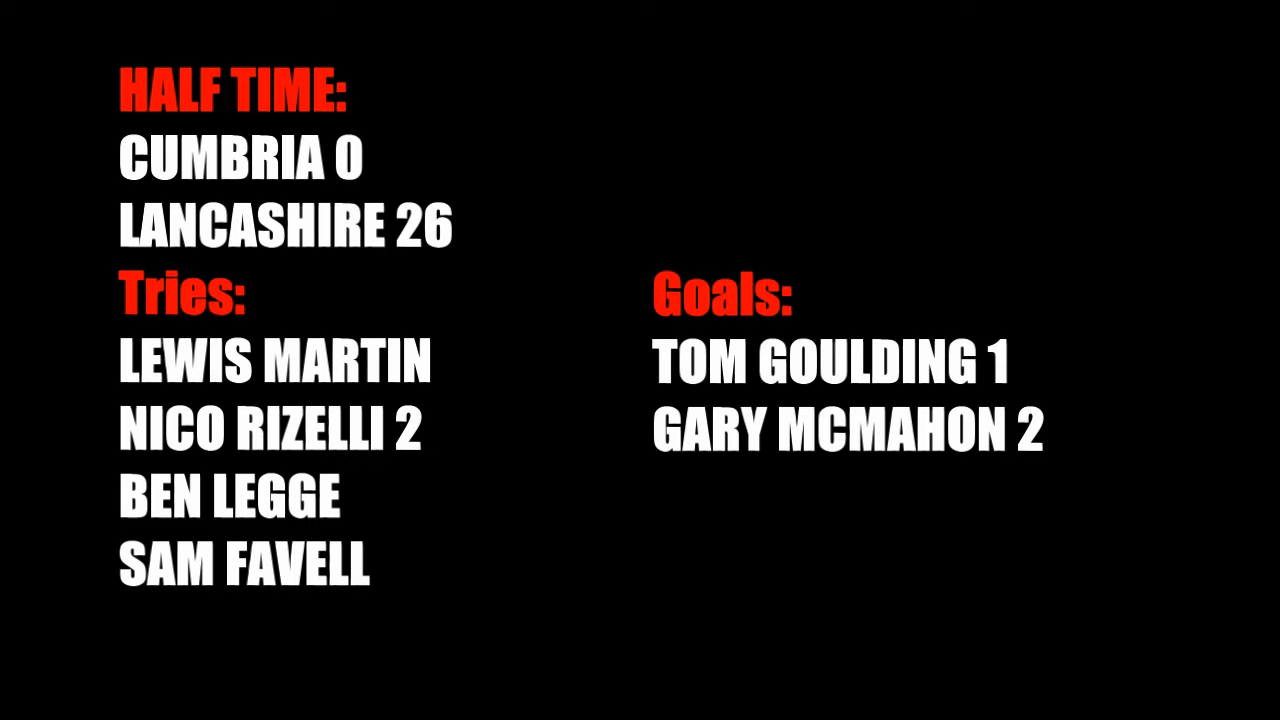 HALF TIME:
CUMBRIA 0
LANCASHIRE 26
Tries:
LEWIS MARTIN
NICO RIZELLI 2
BEN LEGGE
SAM FAVELL
Goals:
TOM GOULDING 1
GARY MCMAHON 2